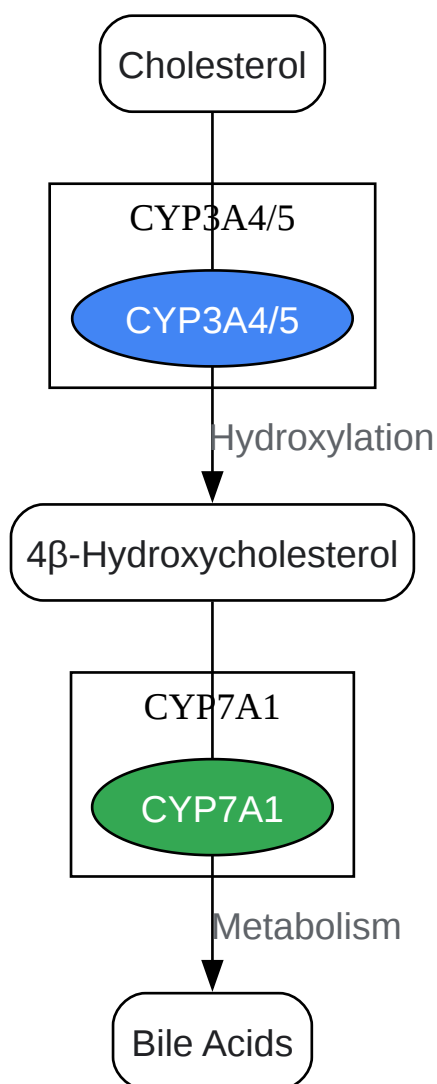 Cholesterol
CYP3A4/5
CYP3A4/5
Hydroxylation
4β-Hydroxycholesterol
CYP7A1
CYP7A1
Metabolism
Bile Acids